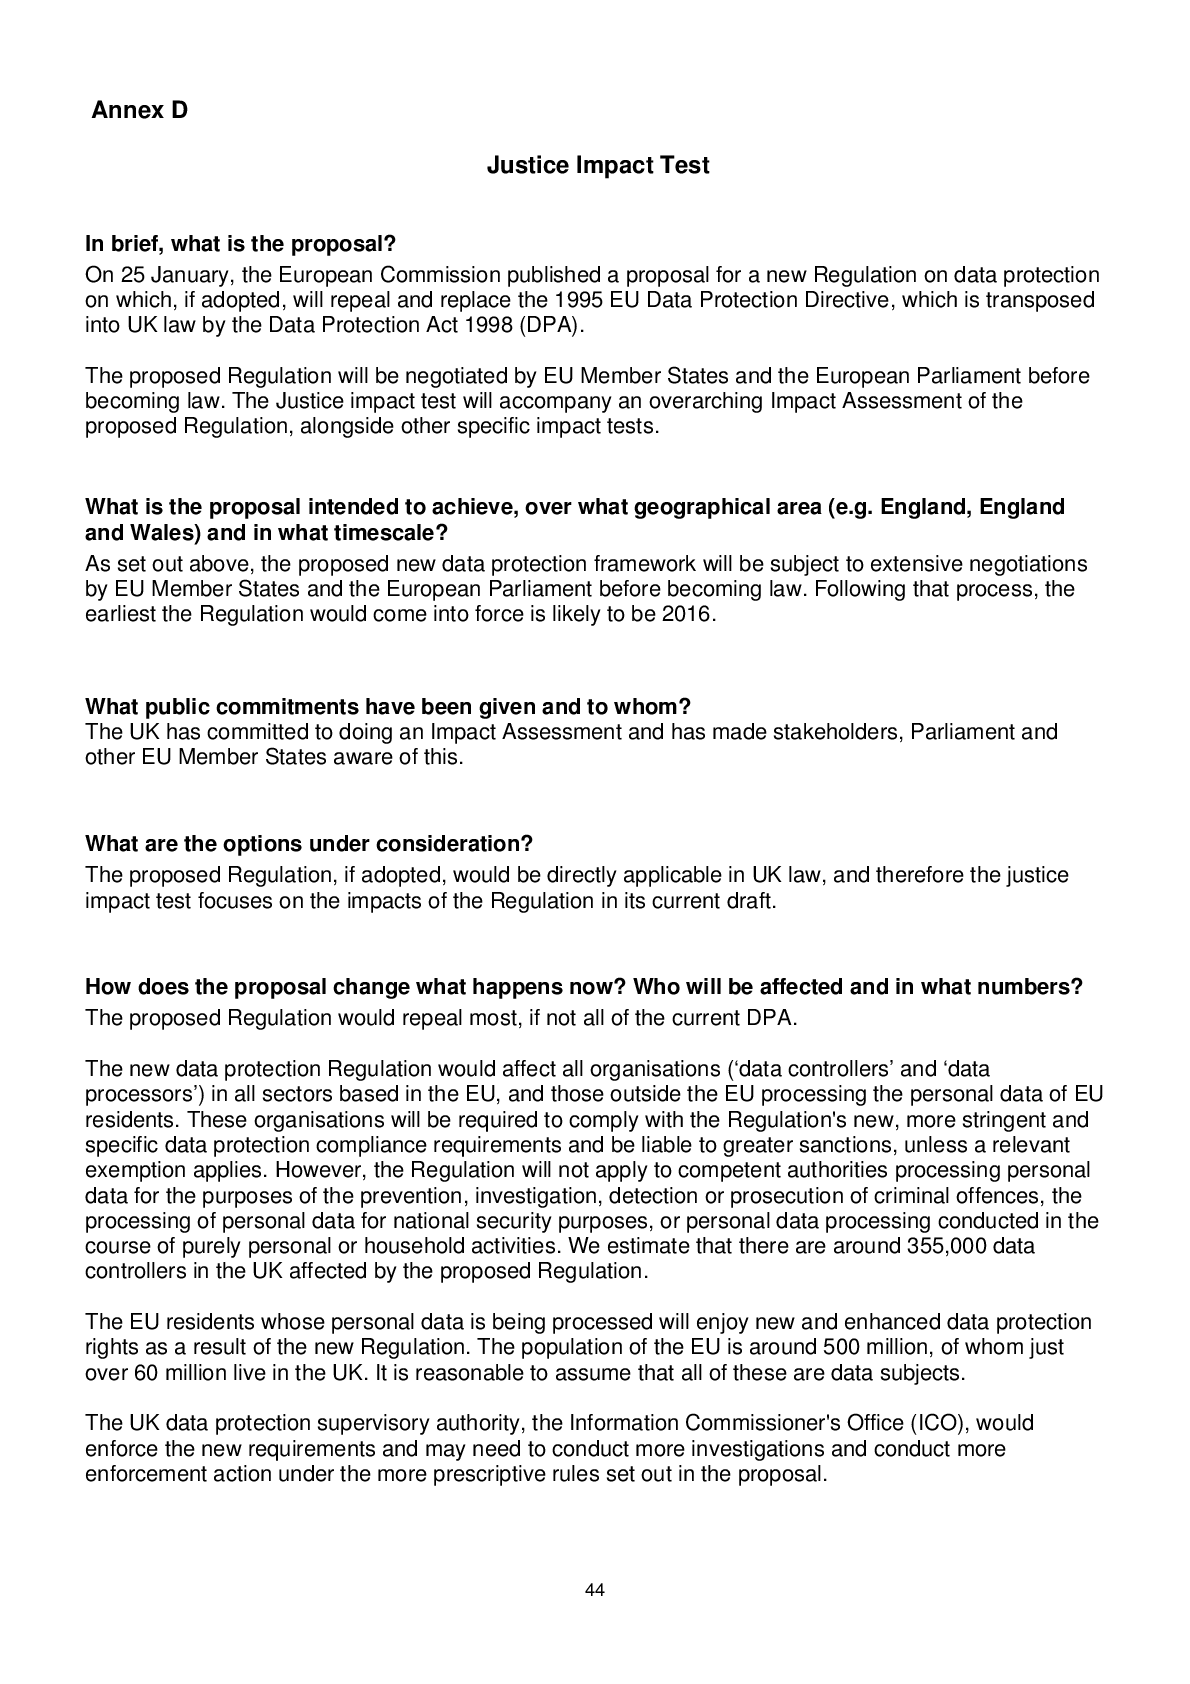 Annex D
Justice Impact Test
In brief, what is the proposal?
On 25 January, the European Commission published a proposal for a new Regulation on data protection
on which, if adopted, will repeal and replace the 1995 EU Data Protection Directive, which is transposed
into UK law by the Data Protection Act 1998 (DPA).
The proposed Regulation will be negotiated by EU Member States and the European Parliament before
becoming law. The Justice impact test will accompany an overarching Impact Assessment of the
proposed Regulation, alongside other specific impact tests.
What is the proposal intended to achieve, over what geographical area (e.g. England, England
and Wales) and in what timescale?
As set out above, the proposed new data protection framework will be subject to extensive negotiations
by EU Member States and the European Parliament before becoming law. Following that process, the
earliest the Regulation would come into force is likely to be 2016.
What public commitments have been given and to whom?
The UK has committed to doing an Impact Assessment and has made stakeholders, Parliament and
other EU Member States aware of this.
What are the options under consideration?
The proposed Regulation, if adopted, would be directly applicable in UK law, and therefore the justice
impact test focuses on the impacts of the Regulation in its current draft.
How does the proposal change what happens now? Who will be affected and in what numbers?
The proposed Regulation would repeal most, if not all of the current DPA.
The new data protection Regulation would affect all organisations (‘data controllers’ and ‘data
processors’) in all sectors based in the EU, and those outside the EU processing the personal data of EU
residents. These organisations will be required to comply with the Regulation's new, more stringent and
specific data protection compliance requirements and be liable to greater sanctions, unless a relevant
exemption applies. However, the Regulation will not apply to competent authorities processing personal
data for the purposes of the prevention, investigation, detection or prosecution of criminal offences, the
processing of personal data for national security purposes, or personal data processing conducted in the
course of purely personal or household activities. We estimate that there are around 355,000 data
controllers in the UK affected by the proposed Regulation.
The EU residents whose personal data is being processed will enjoy new and enhanced data protection
rights as a result of the new Regulation. The population of the EU is around 500 million, of whom just
over 60 million live in the UK. It is reasonable to assume that all of these are data subjects.
The UK data protection supervisory authority, the Information Commissioner's Office (ICO), would
enforce the new requirements and may need to conduct more investigations and conduct more
enforcement action under the more prescriptive rules set out in the proposal.
44